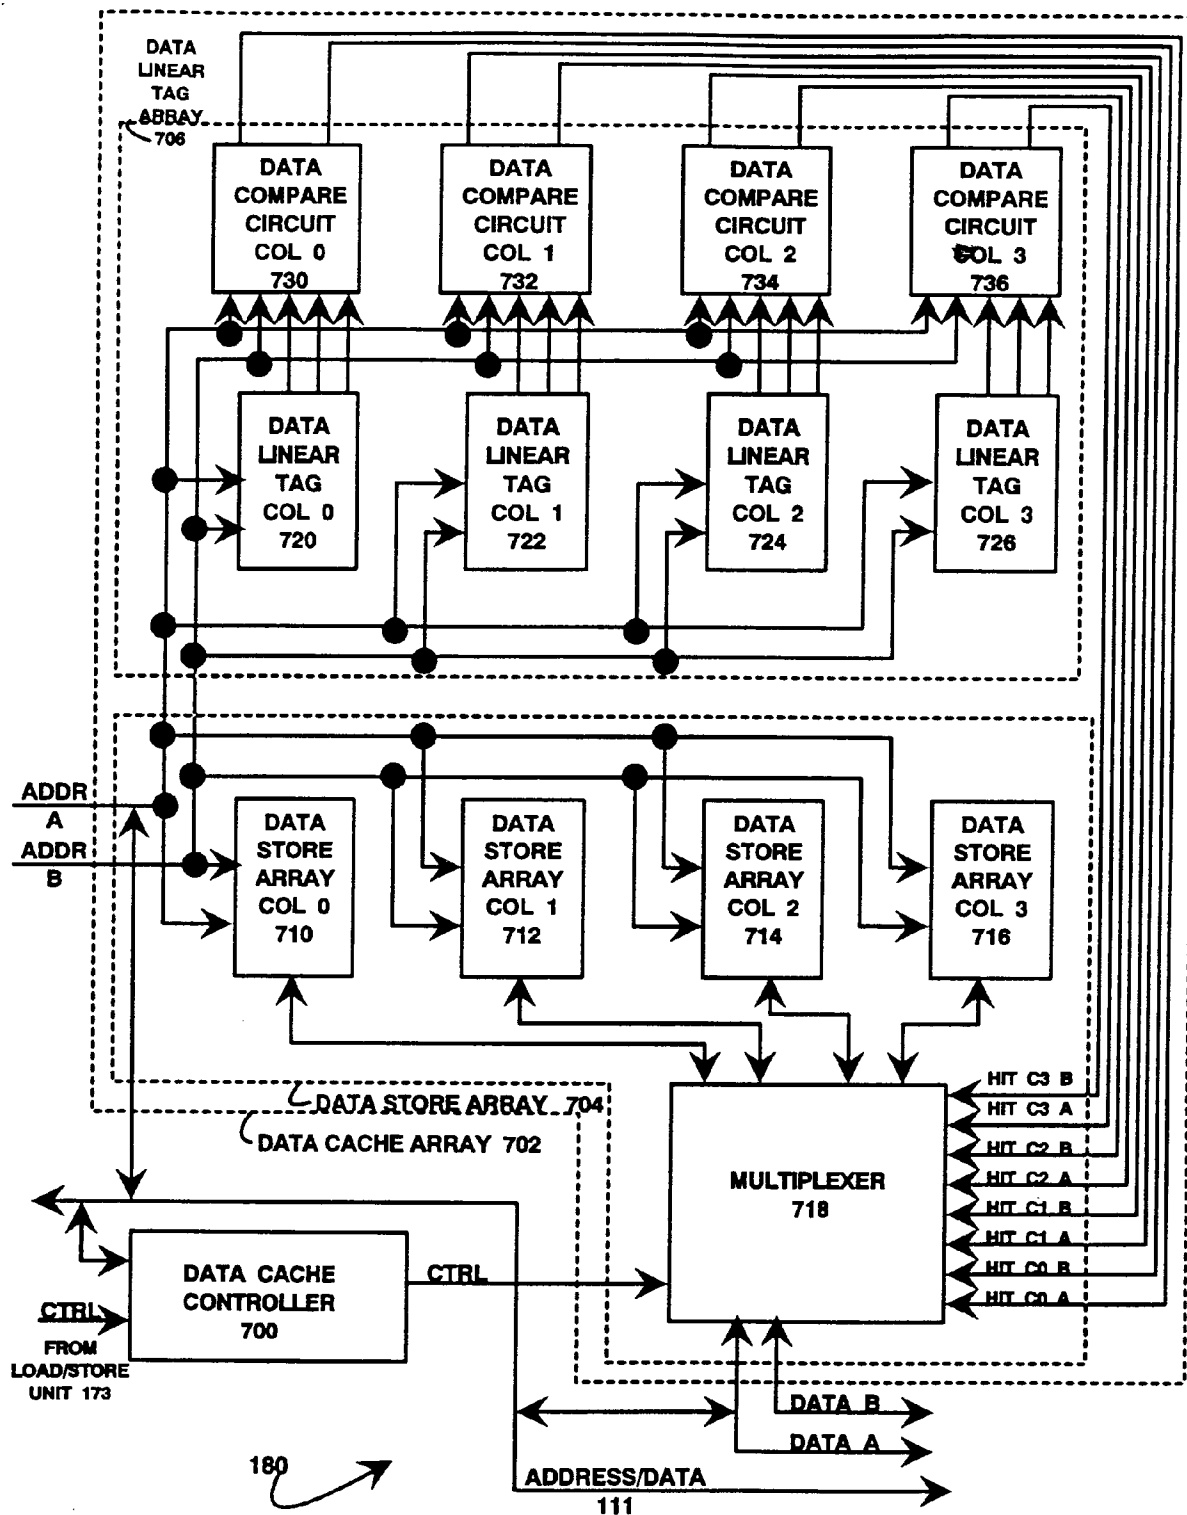 DATA
LINEAR
TAG
ARRAY
706
DATA
COMPARE
CIRCUIT
COL 0
730
DATA
COMPARE
CIRCUIT
COL 1
732
DATA
COMPARE
CIRCUIT
COL 2
734
DATA
COMPARE
CIRCUIT
COL 3
736
DATA
LINEAR
TAG
COL 0
720
DATA
LINEAR
TAG
COL 1
722
DATA
LINEAR
TAG
COL 2
724
DATA
LINEAR
TAG
COL 3
726
ADDR
A
ADDR
B
DATA
STORE
ARRAY
COL 0
710
DATA
STORE
ARRAY
COL 1
712
DATA
STORE
ARRAY
COL 2
714
DATA
STORE
ARRAY
COL 3
716
DATA STORE ARRAY 704
DATA CACHE ARRAY 702
MULTIPLEXER
718
HIT C3 B
HIT C3 A
HIT C2 B
HIT C2 A
HIT C1 B
HIT C1 A
HIT C0 B
HIT C0 A
DATA CACHE
CONTROLLER
700
CTRL
CTRL
FROM
LOAD/STORE
UNIT 173
DATA B
DATA A
180
ADDRESS/DATA
111